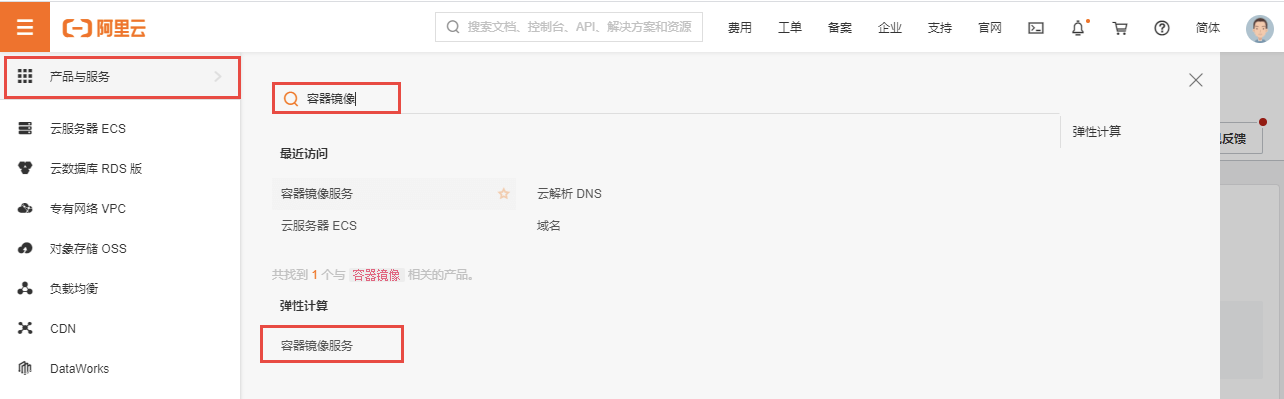 阿里云
搜索文档、控制台、API、解决方案和资源
费用
工单
备案
企业
支持
官网
简体
产品与服务
云服务器 ECS
云数据库 RDS 版
专有网络 VPC
对象存储 OSS
负载均衡
CDN
DataWorks
容器镜像
弹性计算
最近访问
容器镜像服务
云解析 DNS
云服务器 ECS
域名
共找到 1 个与 容器镜像 相关的产品。
弹性计算
容器镜像服务
反馈